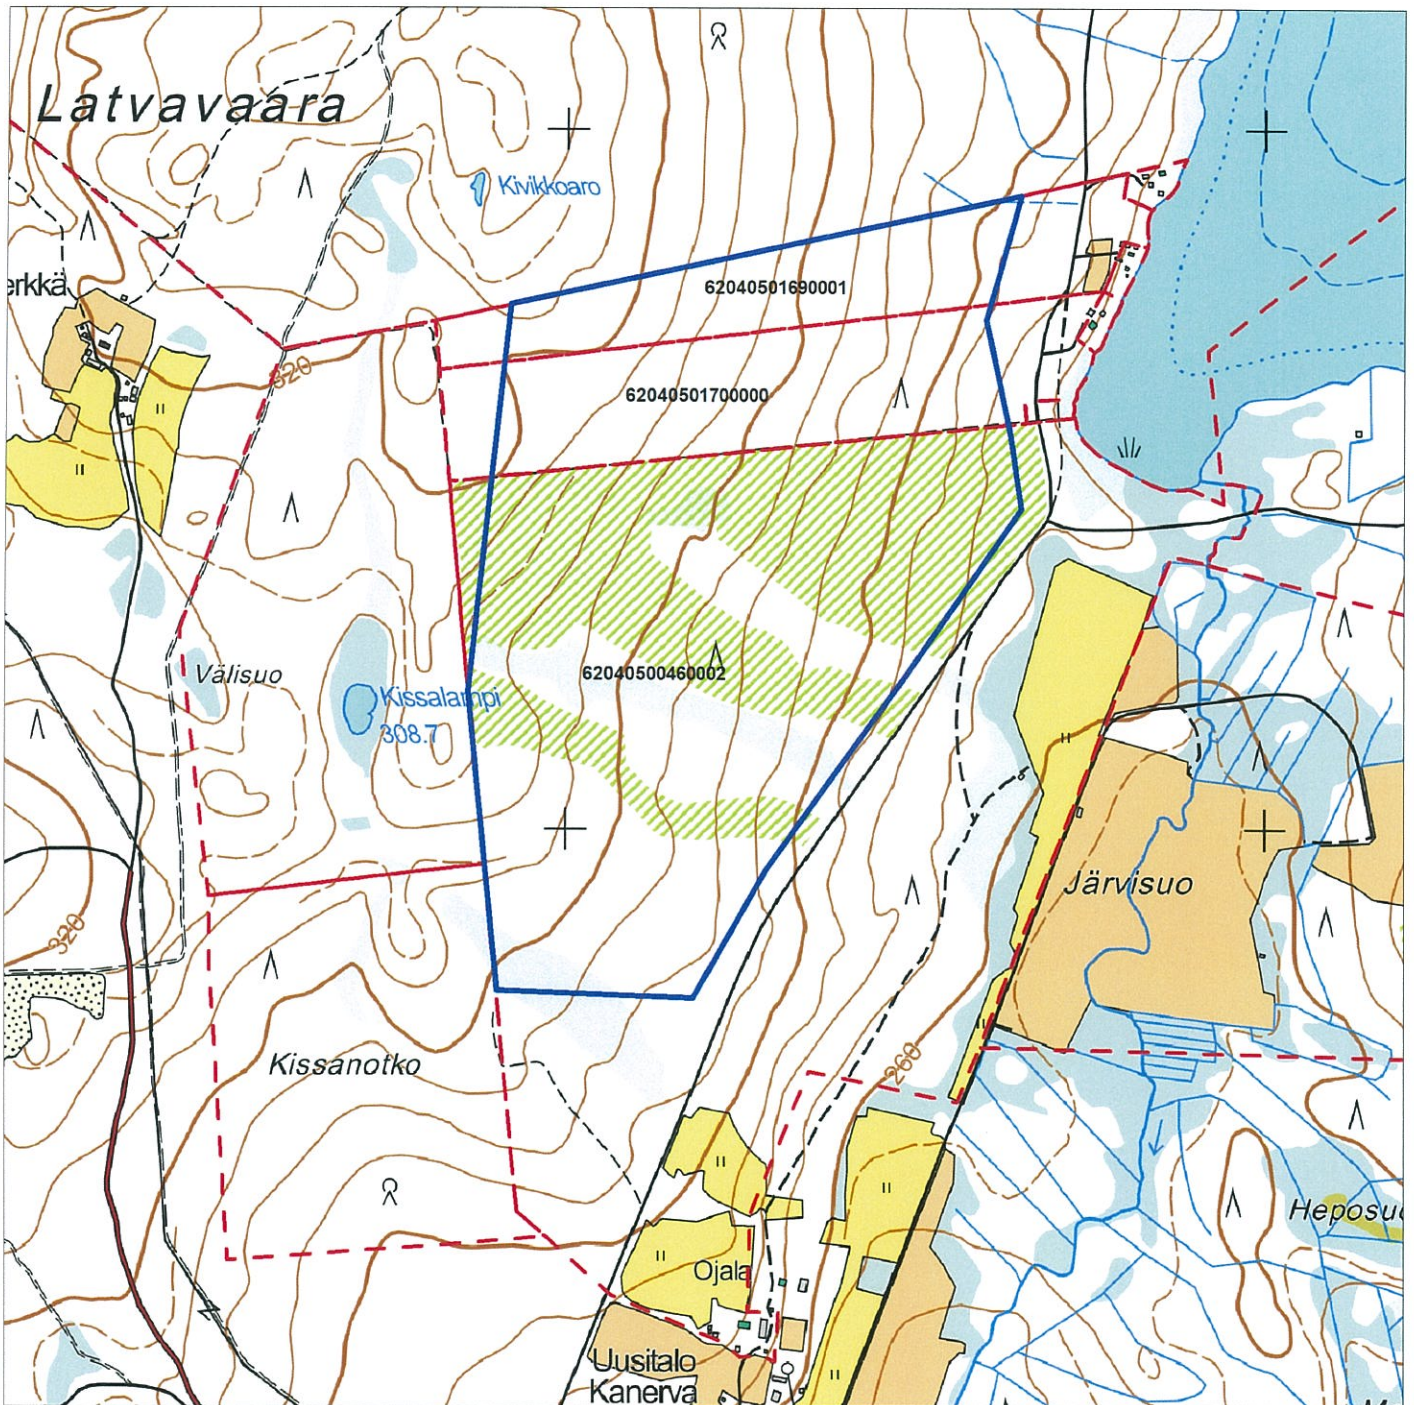 Latvavaara
Kivikkoaro
erkkä
62040501690001
320
62040501700000
Välisuo
62040500460002
Kissalampi
308.7
Järvisuo
320
Kissanotko
260
Heposu
Ojala
Uusitalo
Kanerva